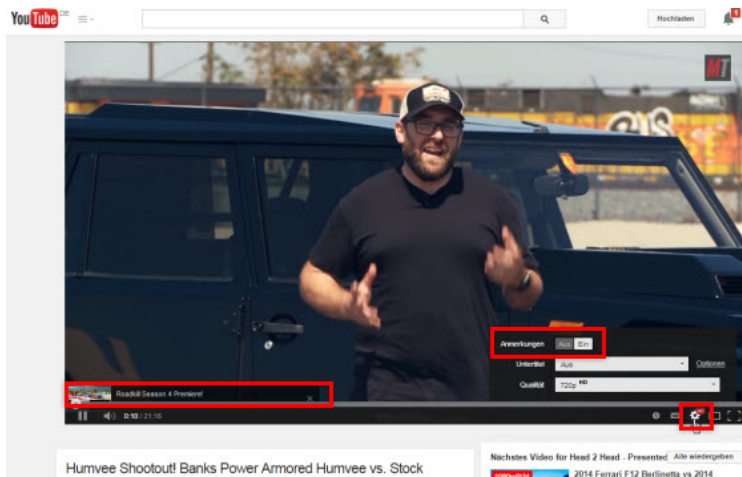 YouTube DE
Hochladen
1
MT
Anmerkungen Aus Ein
Untertitel Aus Optionen
Qualität 720p HD
Roadkill Season 4 Premiere!
0:10 / 21:16
Humvee Shootout! Banks Power Armored Humvee vs. Stock
Nächstes Video für Head 2 Head - Presented Alle wiedergeben
2014 Ferrari F12 Berlinetta vs 2014